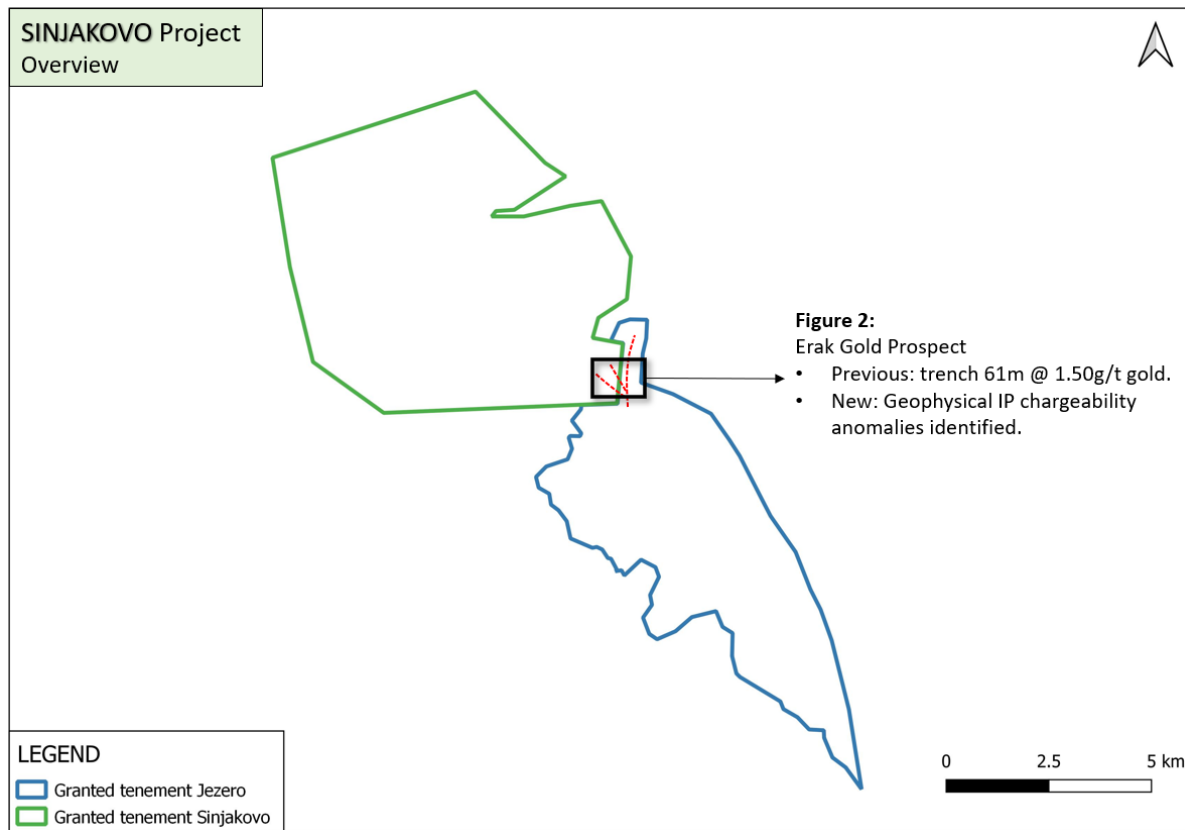 SINJAKOVO Project
Overview
Figure 2:
Erak Gold Prospect
• Previous: trench 61m @ 1.50g/t gold.
• New: Geophysical IP chargeability
anomalies identified.
LEGEND
Granted tenement Jezero
Granted tenement Sinjakovo
0 2.5 5 km